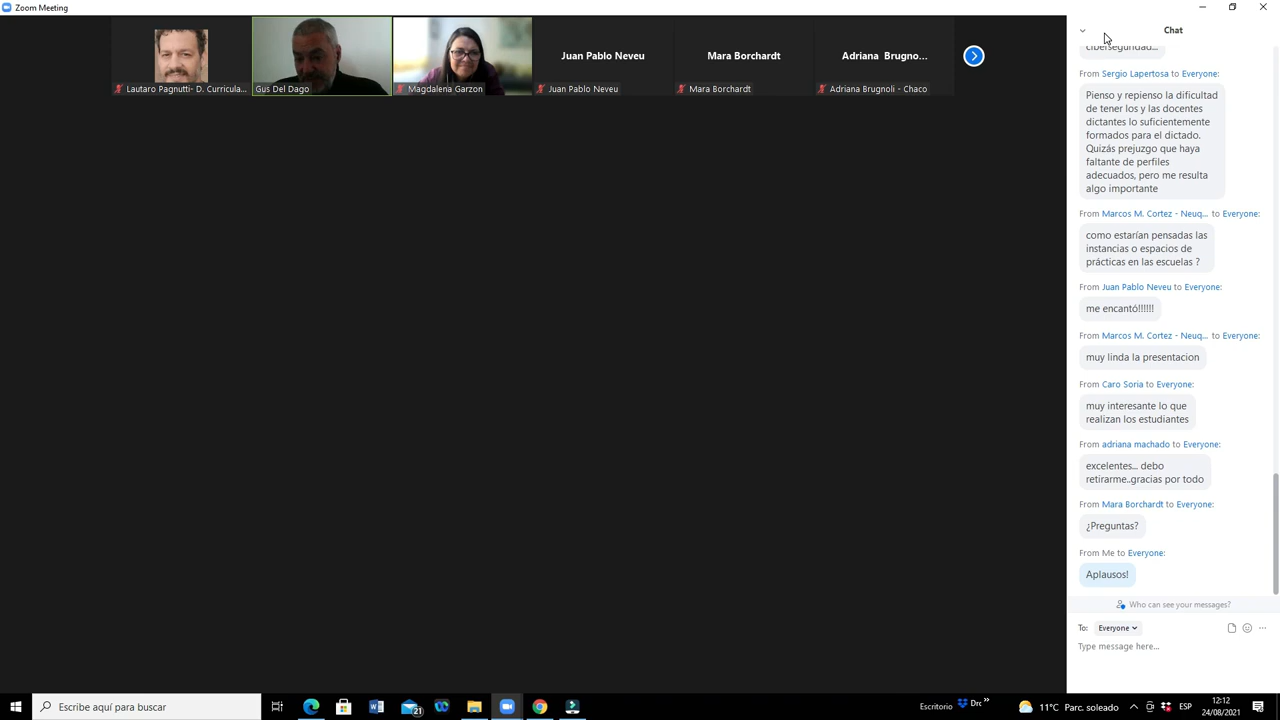 Zoom Meeting
Lautaro Pagnutti- D. Curricula...
Gus Del Dago
Magdalena Garzon
Juan Pablo Neveu
Juan Pablo Neveu
Mara Borchardt
Mara Borchardt
Adriana Brugno...
Adriana Brugnoli - Chaco
Chat
ciberseguridad...
From Sergio Lapertosa to Everyone:
Pienso y repienso la dificultad
de tener los y las docentes
dictantes lo suficientemente
formados para el dictado.
Quizás prejuzgo que haya
faltante de perfiles
adecuados, pero me resulta
algo importante
From Marcos M. Cortez - Neuq... to Everyone:
como estarían pensadas las
instancias o espacios de
prácticas en las escuelas ?
From Juan Pablo Neveu to Everyone:
me encantó!!!!!!
From Marcos M. Cortez - Neuq... to Everyone:
muy linda la presentacion
From Caro Soria to Everyone:
muy interesante lo que
realizan los estudiantes
From adriana machado to Everyone:
excelentes... debo
retirarme..gracias por todo
From Mara Borchardt to Everyone:
¿Preguntas?
From Me to Everyone:
Aplausos!
Who can see your messages?
To: Everyone
Type message here...
Escribe aquí para buscar
21
Escritorio
Drc
11°C Parc. soleado
ESP
12:12
24/08/2021